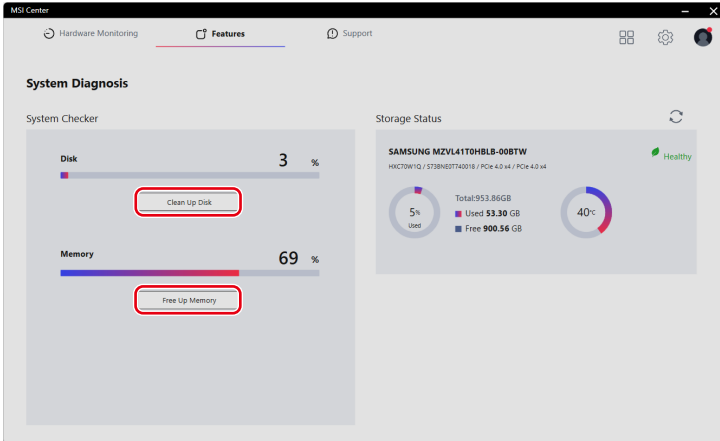 MSI Center
Hardware Monitoring
Features
Support
System Diagnosis
System Checker
Disk
3 %
Clean Up Disk
Memory
69 %
Free Up Memory
Storage Status
SAMSUNG MZVL41T0HBLB-00BTW
HXC70W1Q / S73BNE0T740018 / PCIe 4.0 x4 / PCIe 4.0 x4
Healthy
5%
Used
Total:953.86GB
Used 53.30 GB
Free 900.56 GB
40°C